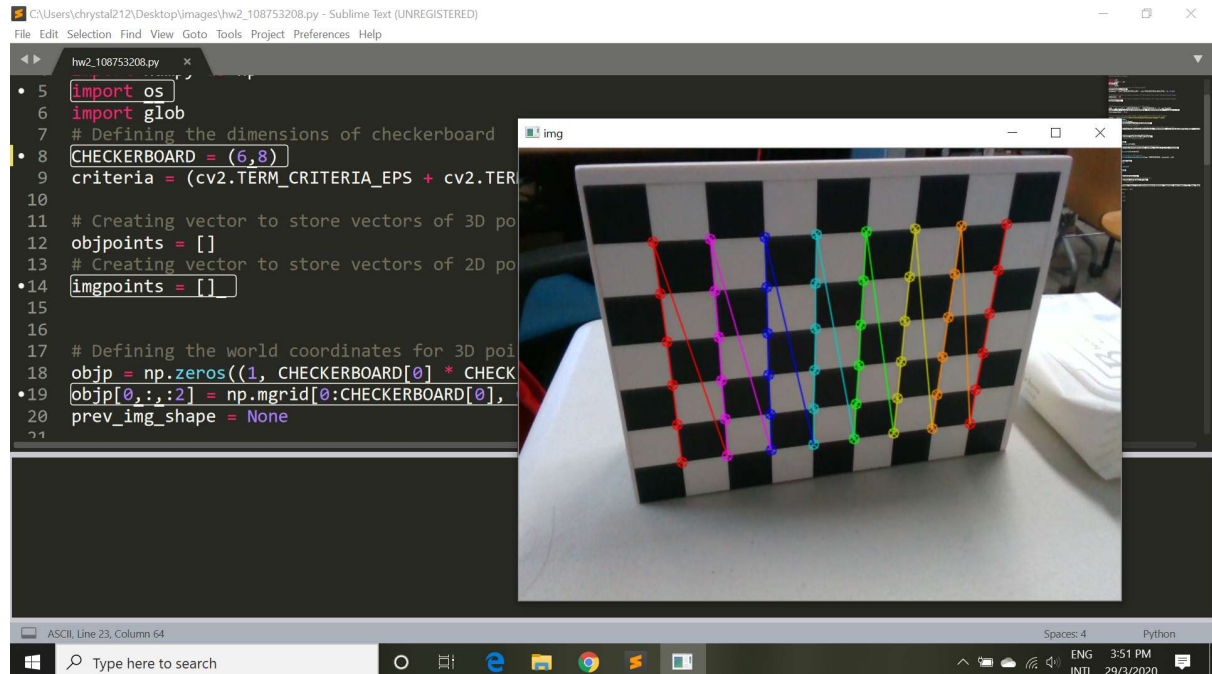 C:\Users\chrystal212\Desktop\images\hw2_108753208.py - Sublime Text (UNREGISTERED)
File Edit Selection Find View Goto Tools Project Preferences Help
hw2_108753208.py ×
5 import os
6 import glob
7 # Defining the dimensions of checkerboard
8 CHECKERBOARD = (6,8)
9 criteria = (cv2.TERM_CRITERIA_EPS + cv2.TER
10
11 # Creating vector to store vectors of 3D po
12 objpoints = []
13 # Creating vector to store vectors of 2D po
14 imgpoints = []
15
16
17 # Defining the world coordinates for 3D poi
18 objp = np.zeros((1, CHECKERBOARD[0] * CHECK
19 objp[0,:,:2] = np.mgrid[0:CHECKERBOARD[0],
20 prev_img_shape = None
21
img
ASCII, Line 23, Column 64
Spaces: 4
Python
Type here to search
ENG
INTL
3:51 PM
29/3/2020